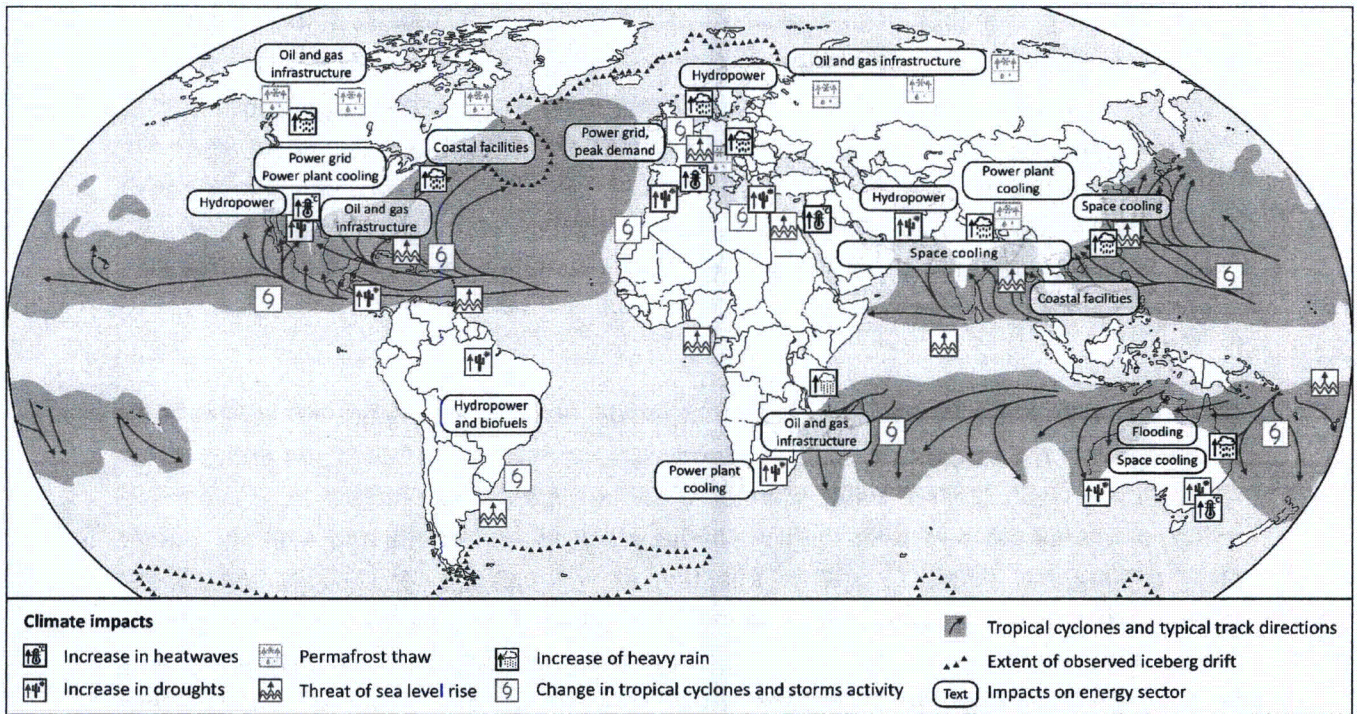 Oil and gas
infrastructure
Oil and gas infrastructure
Hydropower
Power grid,
peak demand
Coastal facilities
Power grid
Power plant cooling
Power plant
cooling
Hydropower
Oil and gas
infrastructure
Hydropower
Space cooling
Space cooling
Coastal facilities
Hydropower
and biofuels
Oil and gas
infrastructure
Flooding
Space cooling
Power plant
cooling
Climate impacts
Increase in heatwaves
Permafrost thaw
Increase of heavy rain
Tropical cyclones and typical track directions
Extent of observed iceberg drift
Increase in droughts
Threat of sea level rise
Change in tropical cyclones and storms activity
Text
Impacts on energy sector